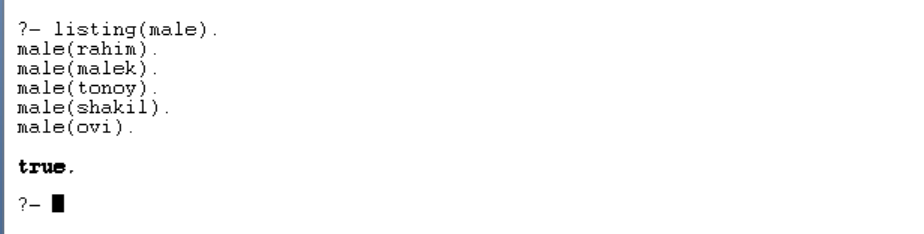 ?- listing(male).
male(rahim).
male(malek).
male(tonoy).
male(shakil).
male(ovi).
true.
?-